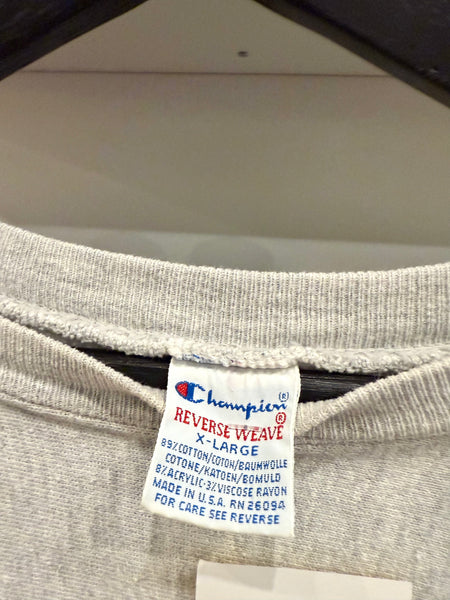 Champion®
REVERSE WEAVE®
X-LARGE
89% COTTON/COTON/BAUMWOLLE
COTONE/KATOEN/BOMULD
8% ACRYLIC·3% VISCOSE RAYON
MADE IN U.S.A. RN 26094
FOR CARE SEE REVERSE